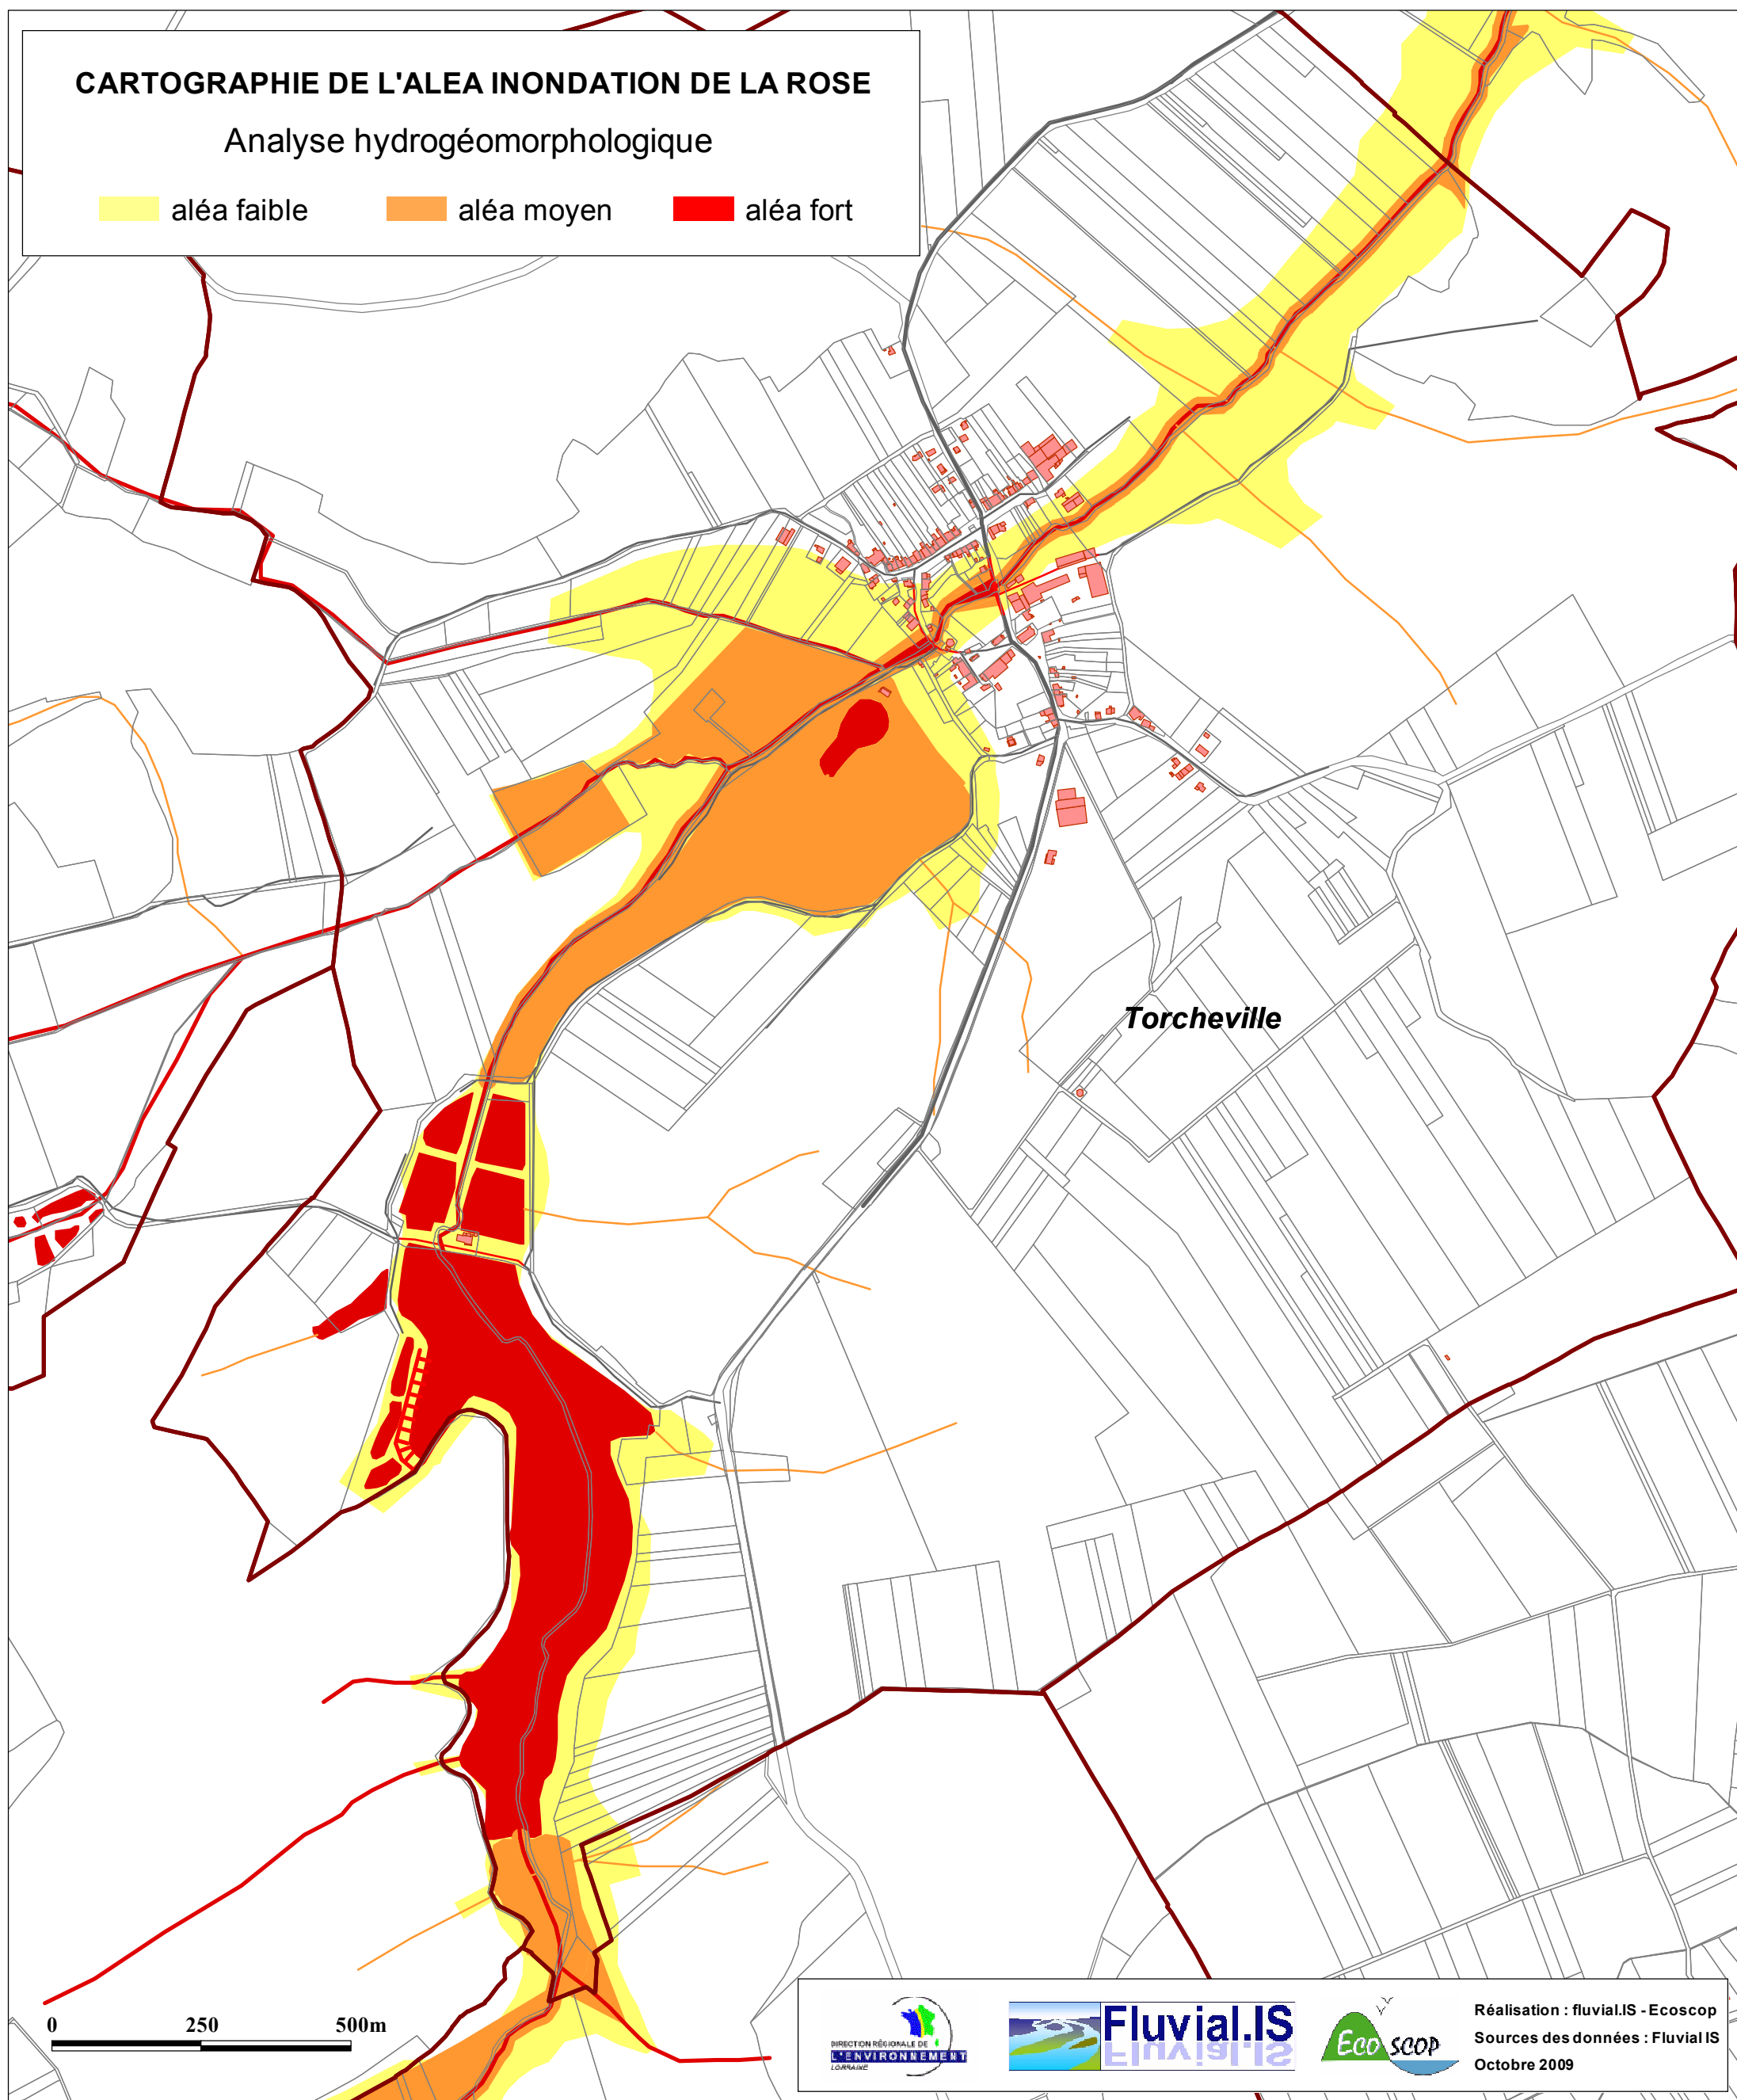 CARTOGRAPHIE DE L'ALEA INONDATION DE LA ROSE
Analyse hydrogéomorphologique
aléa faible
aléa moyen
aléa fort
Torcheville
0 250 500m
DIRECTION RÉGIONALE DE
L'ENVIRONNEMENT
LORRAINE
Fluvial.IS
ECO SCOP
Réalisation : fluvial.IS - Ecoscop
Sources des données : Fluvial IS
Octobre 2009